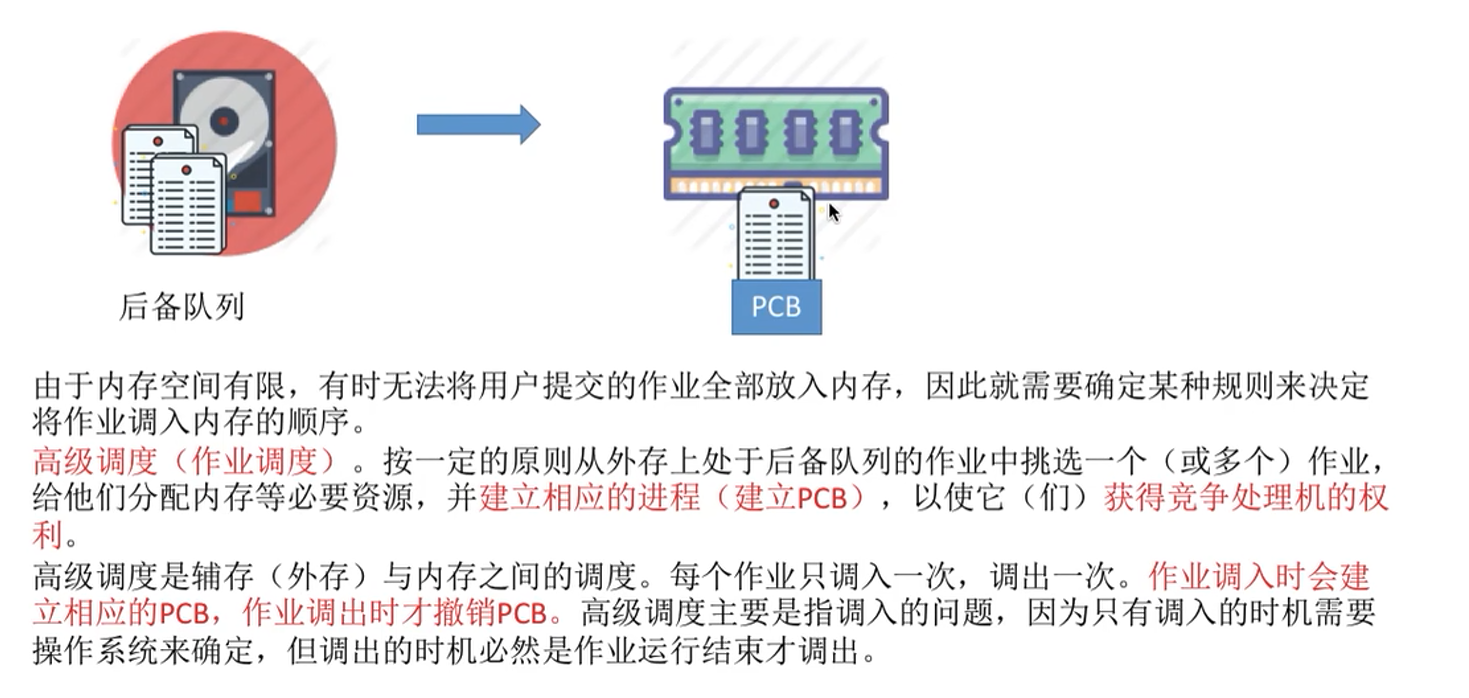 后备队列
PCB
由于内存空间有限，有时无法将用户提交的作业全部放入内存，因此就需要确定某种规则来决定
将作业调入内存的顺序。
高级调度（作业调度）。按一定的原则从外存上处于后备队列的作业中挑选一个（或多个）作业，
给他们分配内存等必要资源，并建立相应的进程（建立PCB），以使它（们）获得竞争处理机的权
利。
高级调度是辅存（外存）与内存之间的调度。每个作业只调入一次，调出一次。作业调入时会建
立相应的PCB，作业调出时才撤销PCB。高级调度主要是指调入的问题，因为只有调入的时机需要
操作系统来确定，但调出的时机必然是作业运行结束才调出。